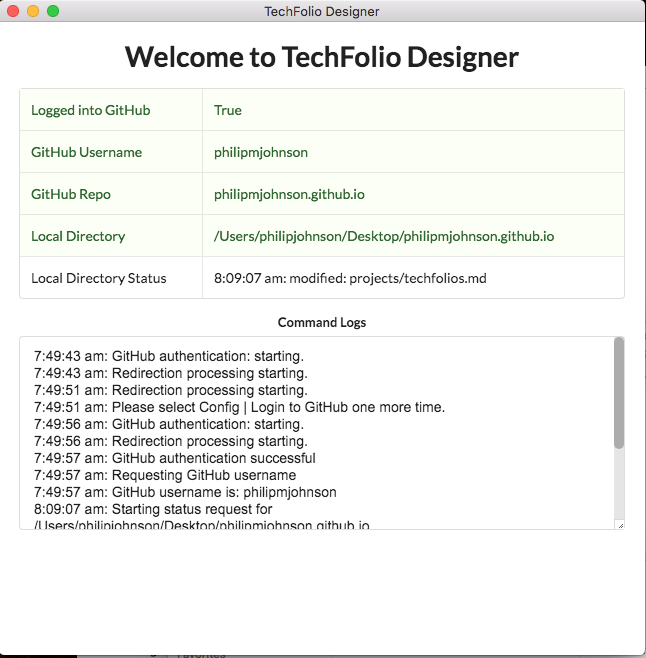 TechFolio Designer
Welcome to TechFolio Designer
Logged into GitHub True
GitHub Username philipmjohnson
GitHub Repo philipmjohnson.github.io
Local Directory /Users/philipjohnson/Desktop/philipmjohnson.github.io
Local Directory Status 8:09:07 am: modified: projects/techfolios.md
Command Logs
7:49:43 am: GitHub authentication: starting.
7:49:43 am: Redirection processing starting.
7:49:51 am: Redirection processing starting.
7:49:51 am: Please select Config | Login to GitHub one more time.
7:49:56 am: GitHub authentication: starting.
7:49:56 am: Redirection processing starting.
7:49:57 am: GitHub authentication successful
7:49:57 am: Requesting GitHub username
7:49:57 am: GitHub username is: philipmjohnson
8:09:07 am: Starting status request for
/Users/philipjohnson/Desktop/philipmjohnson.github.io